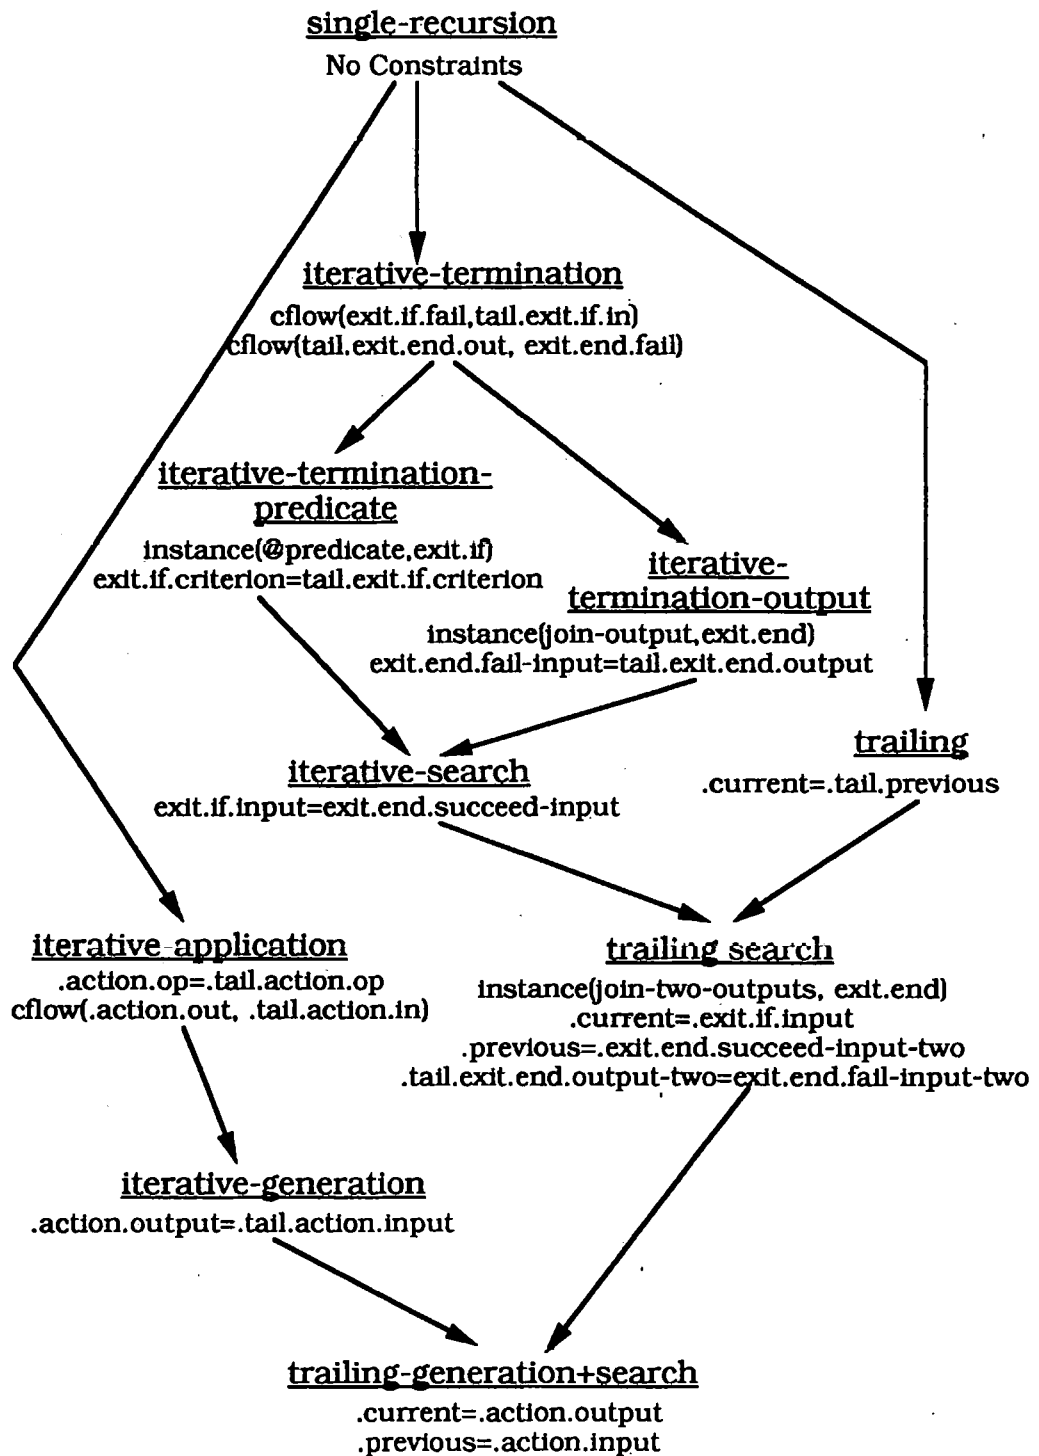 single-recursion
No Constraints
iterative-termination
cflow(exit.if.fail,tail.exit.if.in)
cflow(tail.exit.end.out, exit.end.fail)
iterative-termination-
predicate
instance(@predicate,exit.if)
exit.if.criterion=tail.exit.if.criterion
iterative-
termination-output
instance(join-output,exit.end)
exit.end.fail-input=tail.exit.end.output
iterative-search
exit.if.input=exit.end.succeed-input
trailing
.current=.tail.previous
iterative-application
.action.op=.tail.action.op
cflow(.action.out, .tail.action.in)
trailing search
instance(join-two-outputs, exit.end)
.current=.exit.if.input
.previous=.exit.end.succeed-input-two
.tail.exit.end.output-two=exit.end.fail-input-two
iterative-generation
.action.output=.tail.action.input
trailing-generation+search
.current=.action.output
.previous=.action.input